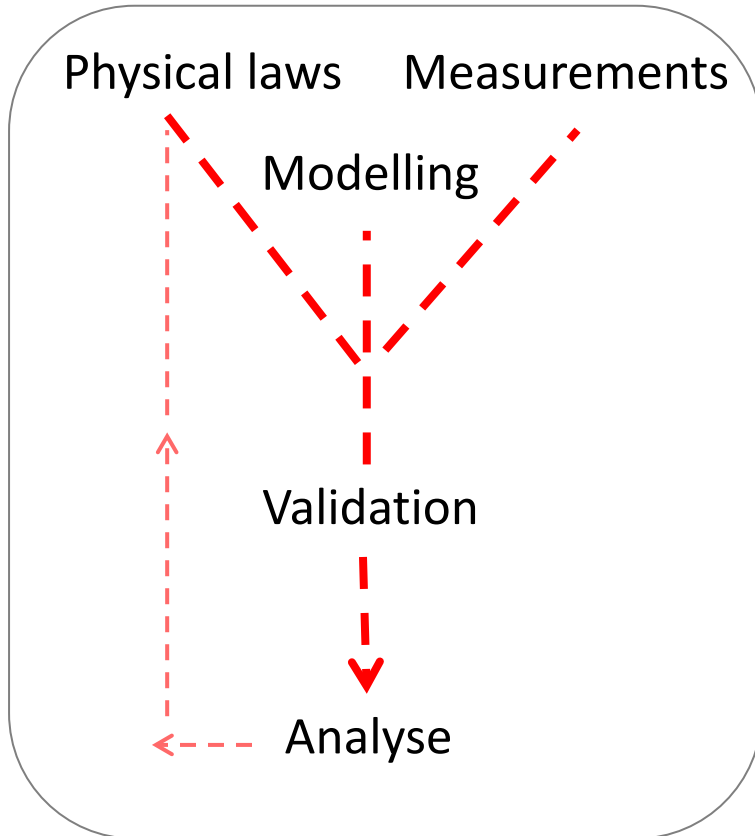 Physical laws Measurements
Modelling
Validation
Analyse